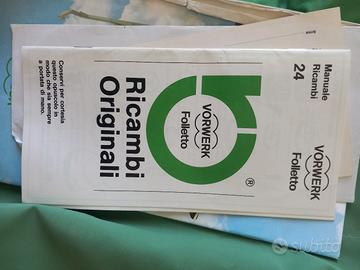 Manuale
Ricambi
24
VORWERK
Folletto
VORWERK
Folletto
®
Ricambi
Originali
Conservi per cortesia
questo opuscolo in
modo che sia sempre
a portata di mano.
subito